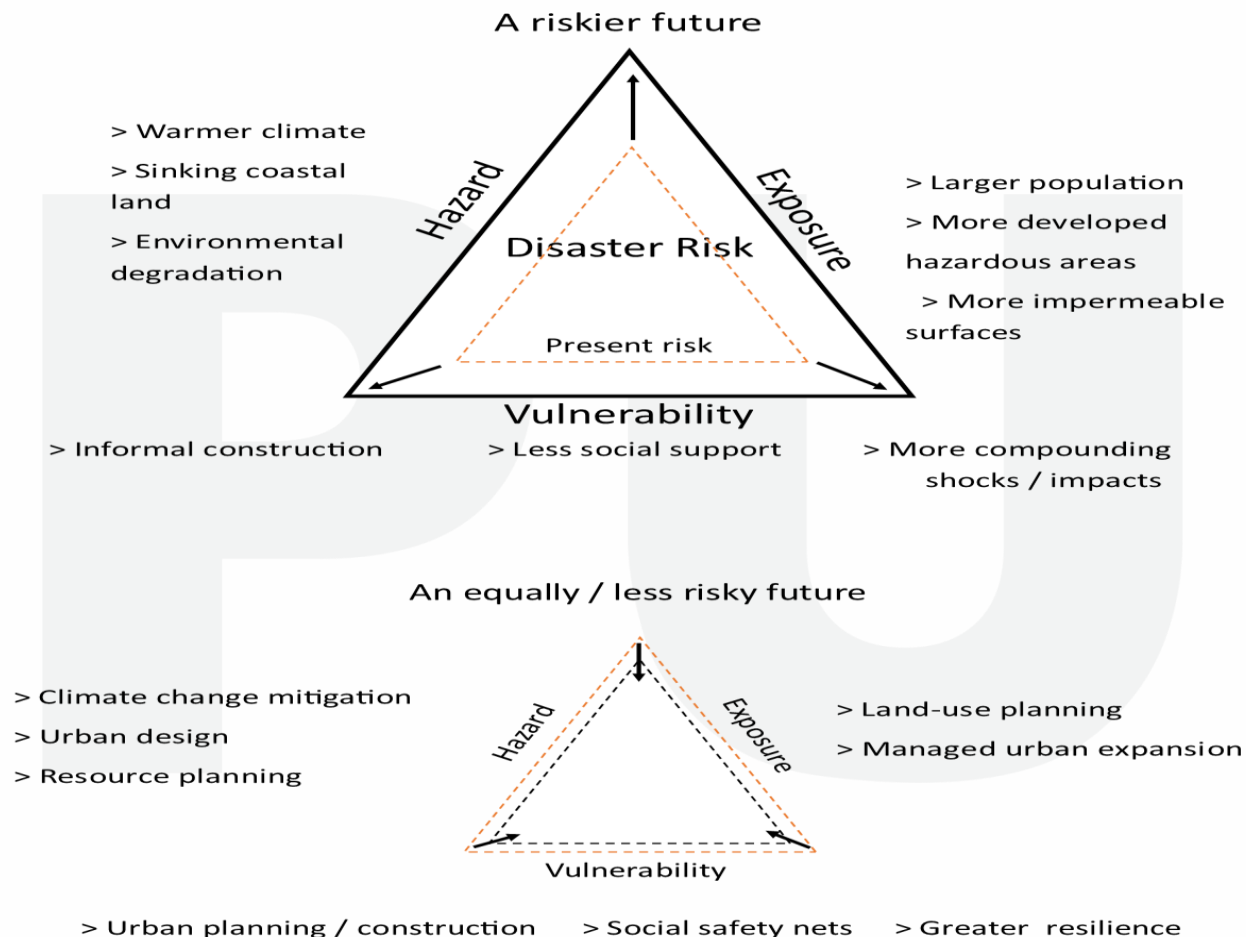 A riskier future
> Warmer climate
> Sinking coastal
land
> Environmental
degradation
Hazard
Exposure
> Larger population
> More developed
hazardous areas
> More impermeable
surfaces
Disaster Risk
Present risk
Vulnerability
> Informal construction
> Less social support
> More compounding
shocks / impacts
An equally / less risky future
> Climate change mitigation
> Urban design
> Resource planning
Hazard
Exposure
> Land-use planning
> Managed urban expansion
Vulnerability
> Urban planning / construction
> Social safety nets
> Greater resilience
PU